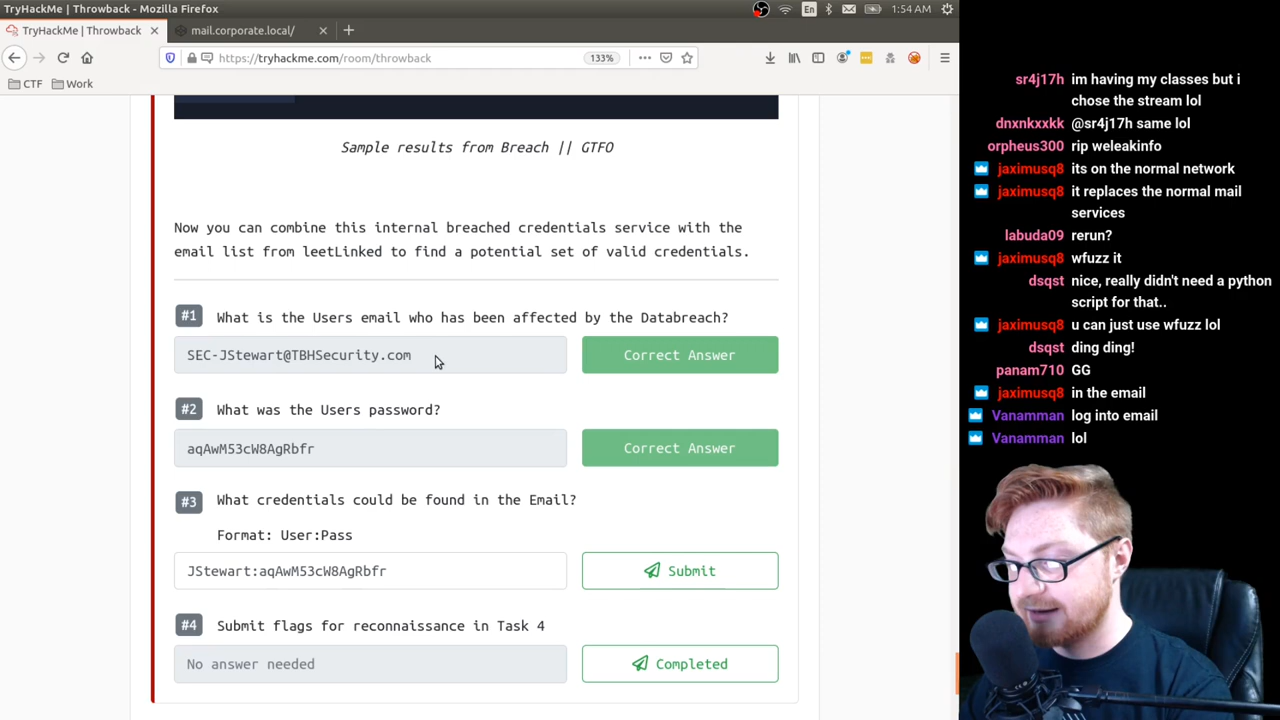 TryHackMe | Throwback - Mozilla Firefox
En
1:54 AM
TryHackMe | Throwback
mail.corporate.local/
https://tryhackme.com/room/throwback
133%
CTF
Work
Sample results from Breach || GTFO
Now you can combine this internal breached credentials service with the
email list from leetLinked to find a potential set of valid credentials.
#1 What is the Users email who has been affected by the Databreach?
SEC-JStewart@TBHSecurity.com
Correct Answer
#2 What was the Users password?
aqAwM53cW8AgRbfr
Correct Answer
#3 What credentials could be found in the Email?
Format: User:Pass
JStewart:aqAwM53cW8AgRbfr
Submit
#4 Submit flags for reconnaissance in Task 4
No answer needed
Completed
sr4j17h im having my classes but i
chose the stream lol
dnxnkxxkk @sr4j17h same lol
orpheus300 rip weleakinfo
jaximusq8 its on the normal network
jaximusq8 it replaces the normal mail
services
labuda09 rerun?
jaximusq8 wfuzz it
dsqst nice, really didn't need a python
script for that..
jaximusq8 u can just use wfuzz lol
dsqst ding ding!
panam710 GG
jaximusq8 in the email
Vanamman log into email
Vanamman lol